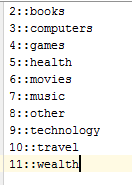 2::books
3::computers
4::games
5::health
6::movies
7::music
8::other
9::technology
10::travel
11::wealth